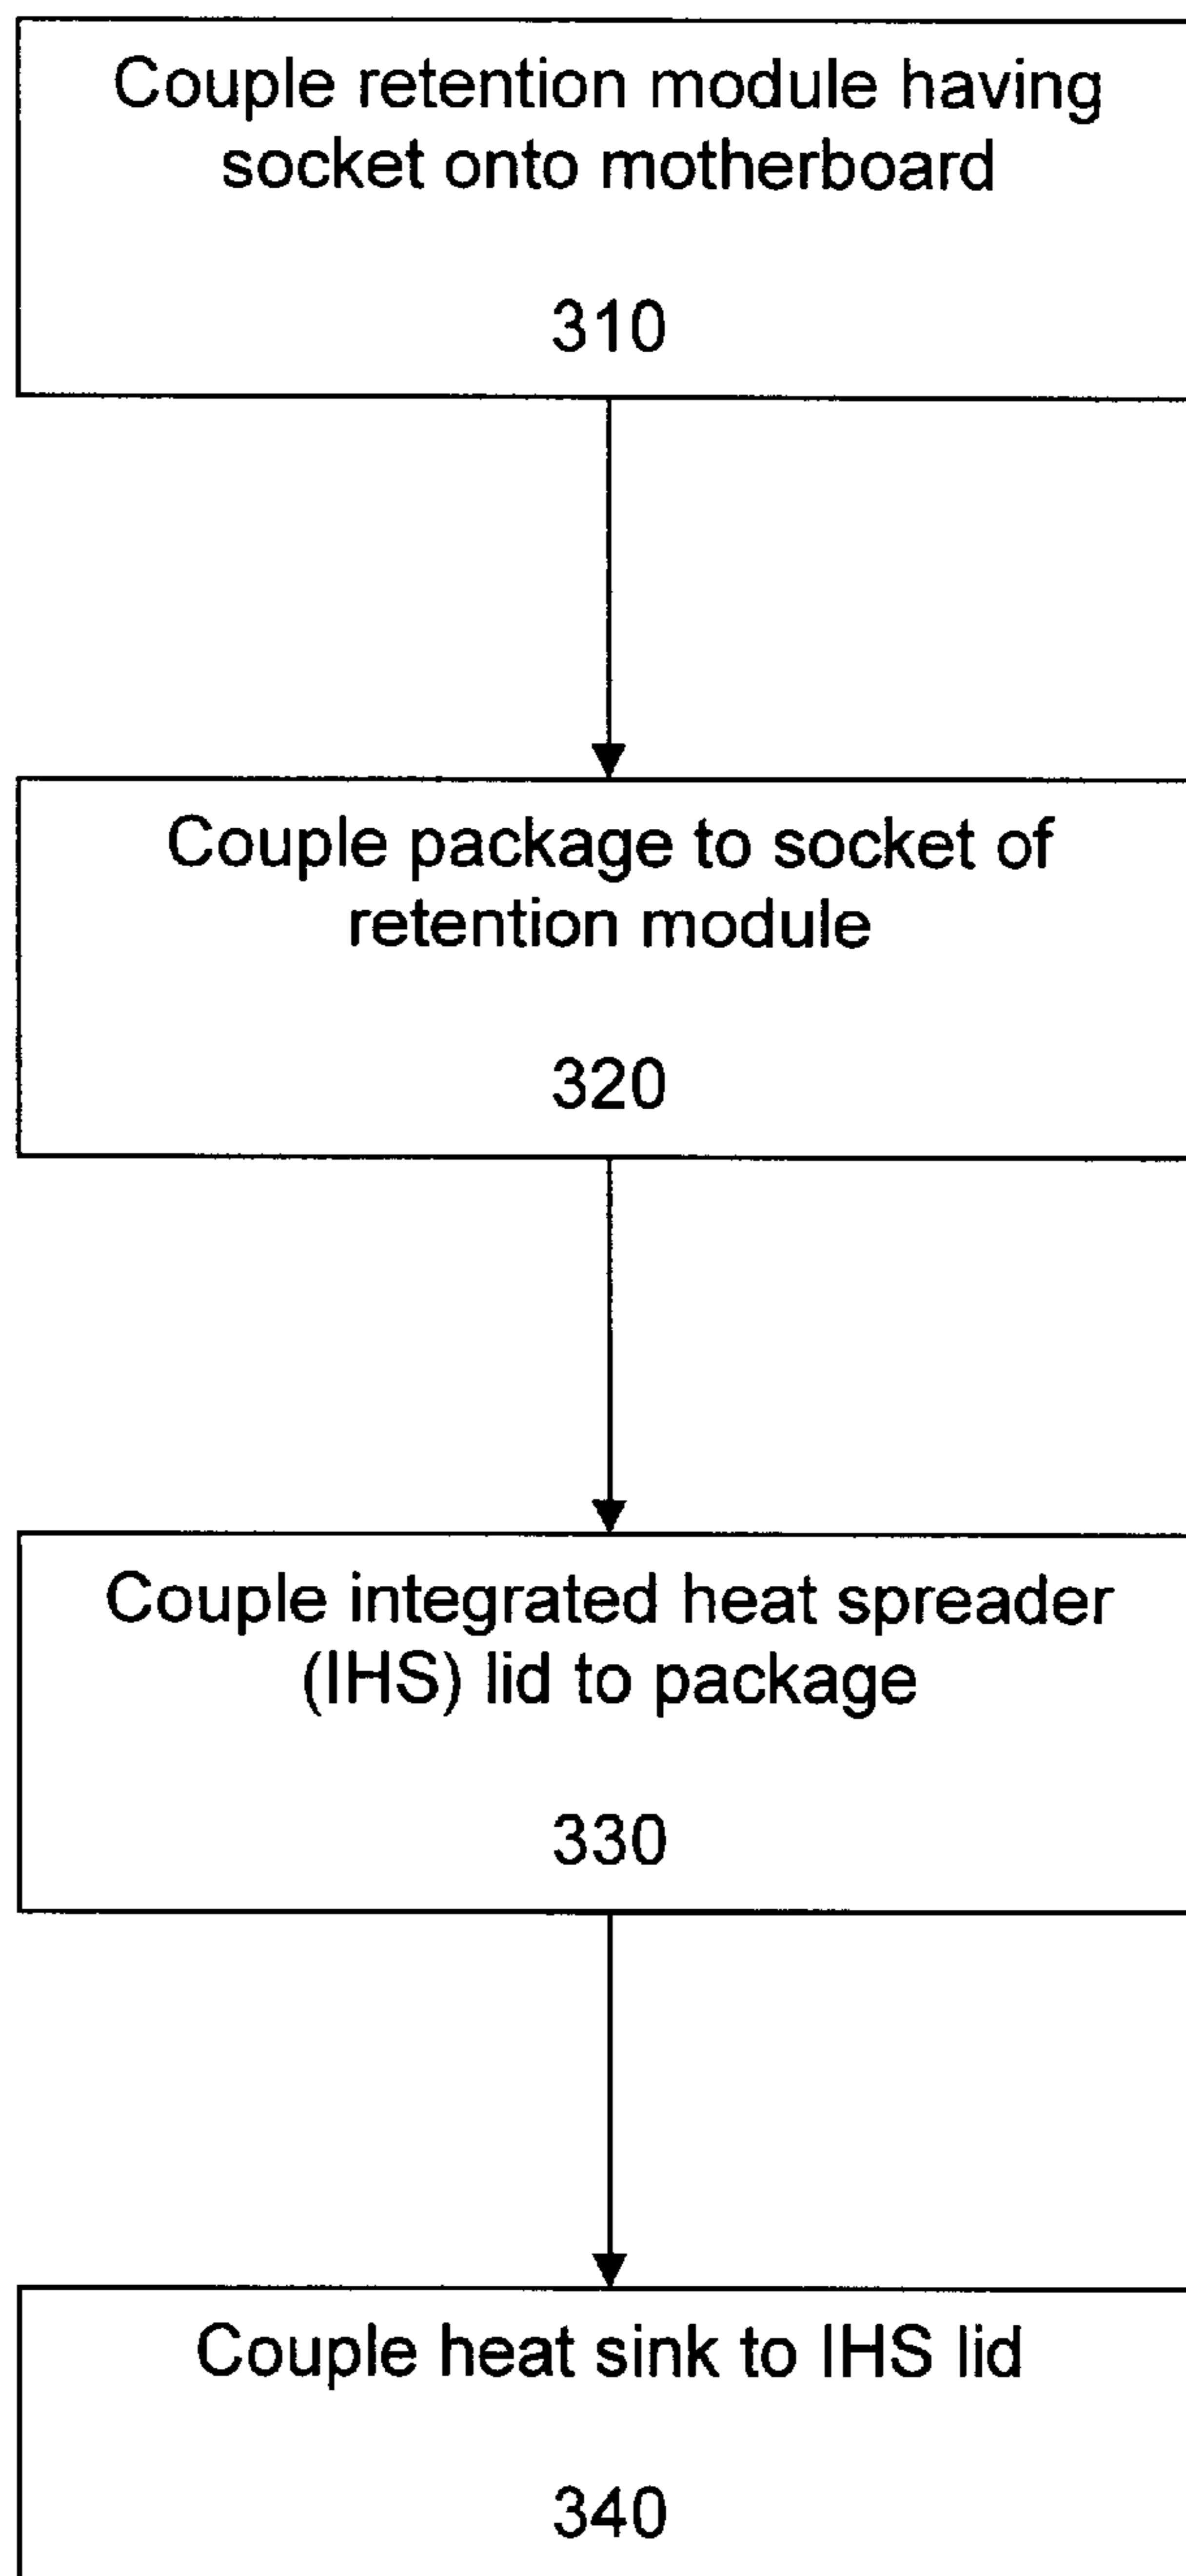 Couple retention module having
socket onto motherboard
310
Couple package to socket of
retention module
320
Couple integrated heat spreader
(IHS) lid to package
330
Couple heat sink to IHS lid
340